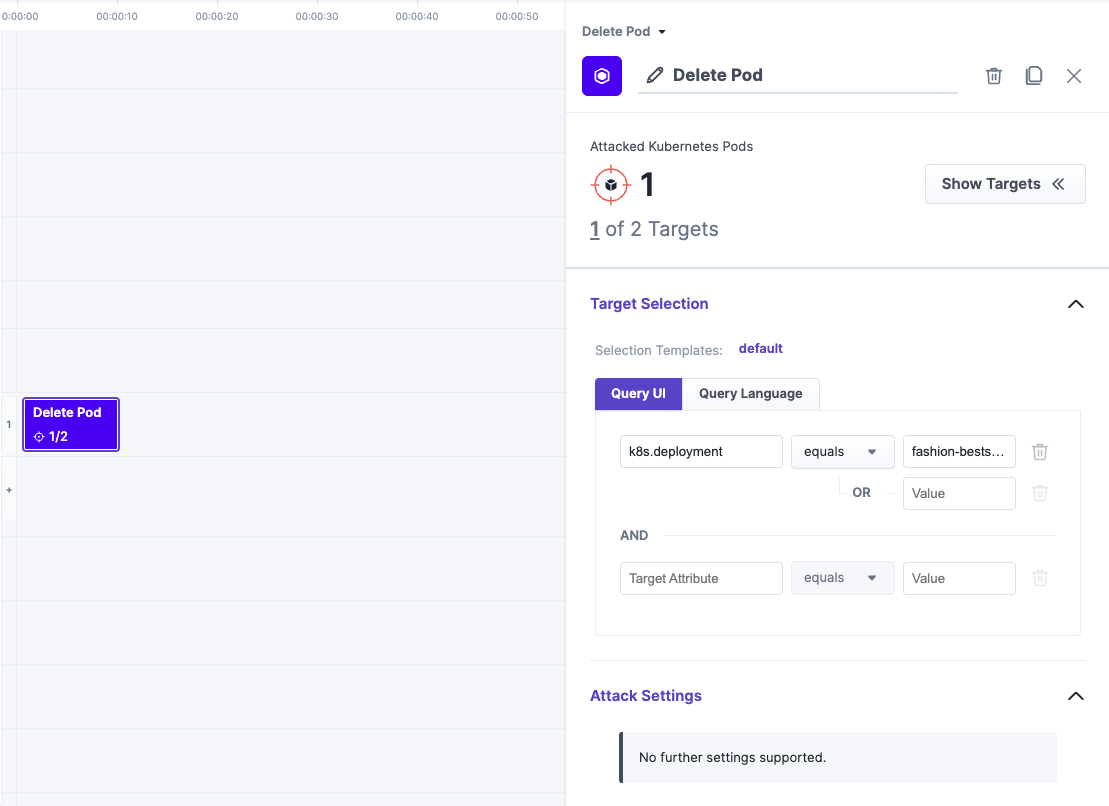 0:00:00 00:00:10 00:00:20 00:00:30 00:00:40 00:00:50
1
Delete Pod
1/2
+
Delete Pod
Delete Pod
Attacked Kubernetes Pods
1
Show Targets
1 of 2 Targets
Target Selection
Selection Templates: default
Query UI Query Language
k8s.deployment equals fashion-bests...
OR Value
AND
Target Attribute equals Value
Attack Settings
No further settings supported.